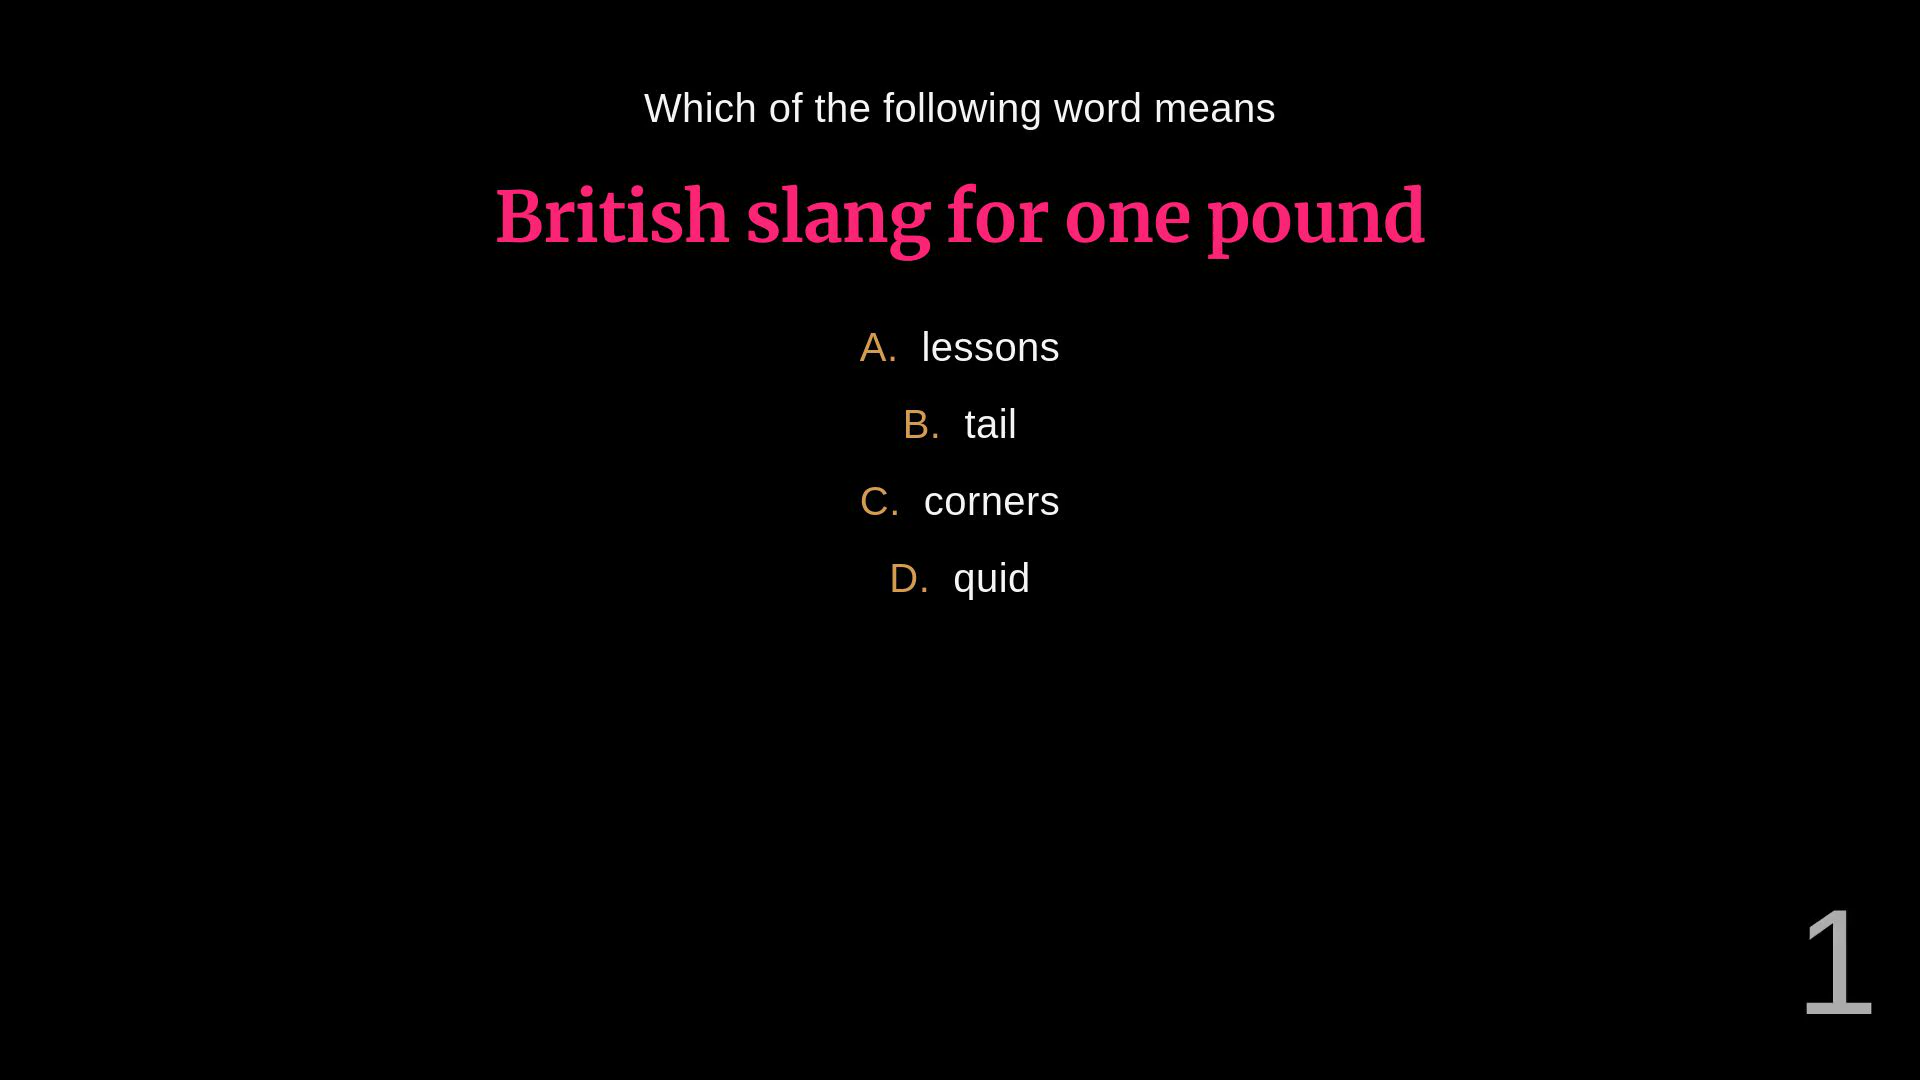 Which of the following word means
British slang for one pound
A. lessons
B. tail
C. corners
D. quid
1